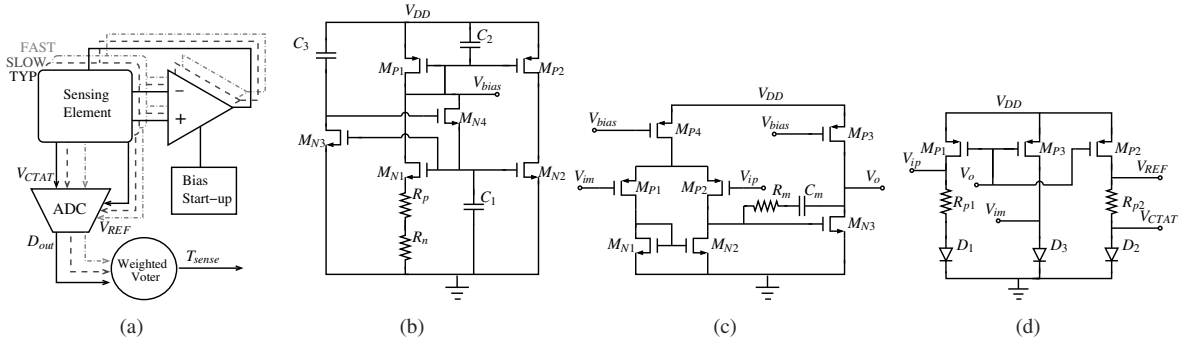 FAST
SLOW
TYP
Sensing
Element
−
+
V_CTAT
Bias
Start−up
ADC
V_REF
D_out
Weighted
Voter
T_sense
(a)
V_DD
C_3
C_2
M_P1
M_P2
V_bias
M_N4
M_N3
M_N1
M_N2
R_p
C_1
R_n
(b)
V_DD
V_bias
M_P4
V_bias
M_P3
V_im
M_P1
M_P2
V_ip
R_m
C_m
V_o
M_N1
M_N2
M_N3
(c)
V_DD
M_P1
M_P3
M_P2
V_ip
V_o
V_REF
R_p1
V_im
R_p2
V_CTAT
D_1
D_3
D_2
(d)